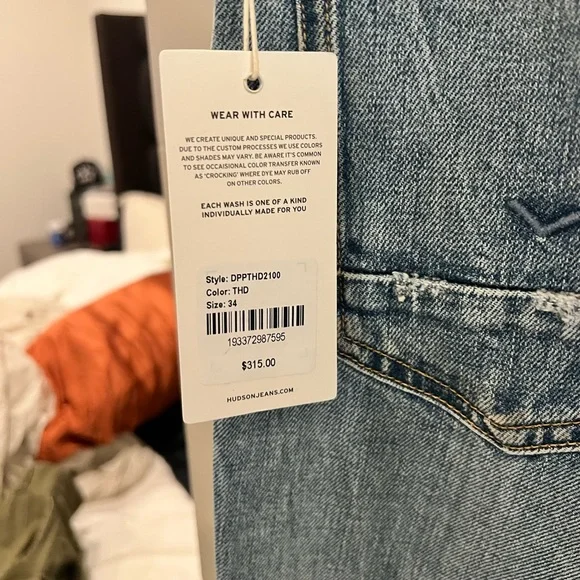 WEAR WITH CARE
WE CREATE UNIQUE AND SPECIAL PRODUCTS.
DUE TO THE CUSTOM PROCESSES WE USE COLORS
AND SHADES MAY VARY. BE AWARE IT'S COMMON
TO SEE OCCAISIONAL COLOR TRANSFER KNOWN
AS 'CROCKING' WHERE DYE MAY RUB OFF
ON OTHER COLORS.
EACH WASH IS ONE OF A KIND
INDIVIDUALLY MADE FOR YOU
Style: DPPTHD2100
Color: THD
Size: 34
193372987595
$315.00
HUDSONJEANS.COM